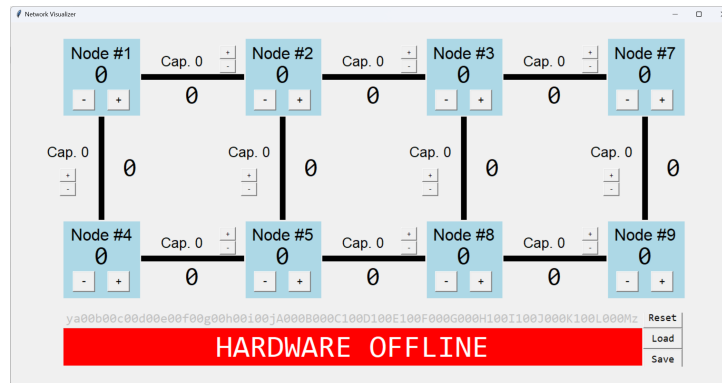 Network Visualizer
Node #1 Cap. 0 + Node #2 Cap. 0 + Node #3 Cap. 0 + Node #7
0 - 0 - 0 - 0
- + 0 - + 0 - + 0 - +
Cap. 0 0 Cap. 0 0 Cap. 0 0 Cap. 0 0
+ + + +
- - - -
Node #4 Cap. 0 + Node #5 Cap. 0 + Node #8 Cap. 0 + Node #9
0 - 0 - 0 - 0
- + 0 - + 0 - + 0 - +
ya00b00c00d00e00f00g00h00i00jA000B000C100D100E100F000G000H100I100J000K100L000Mz Reset
HARDWARE OFFLINE
Load
Save